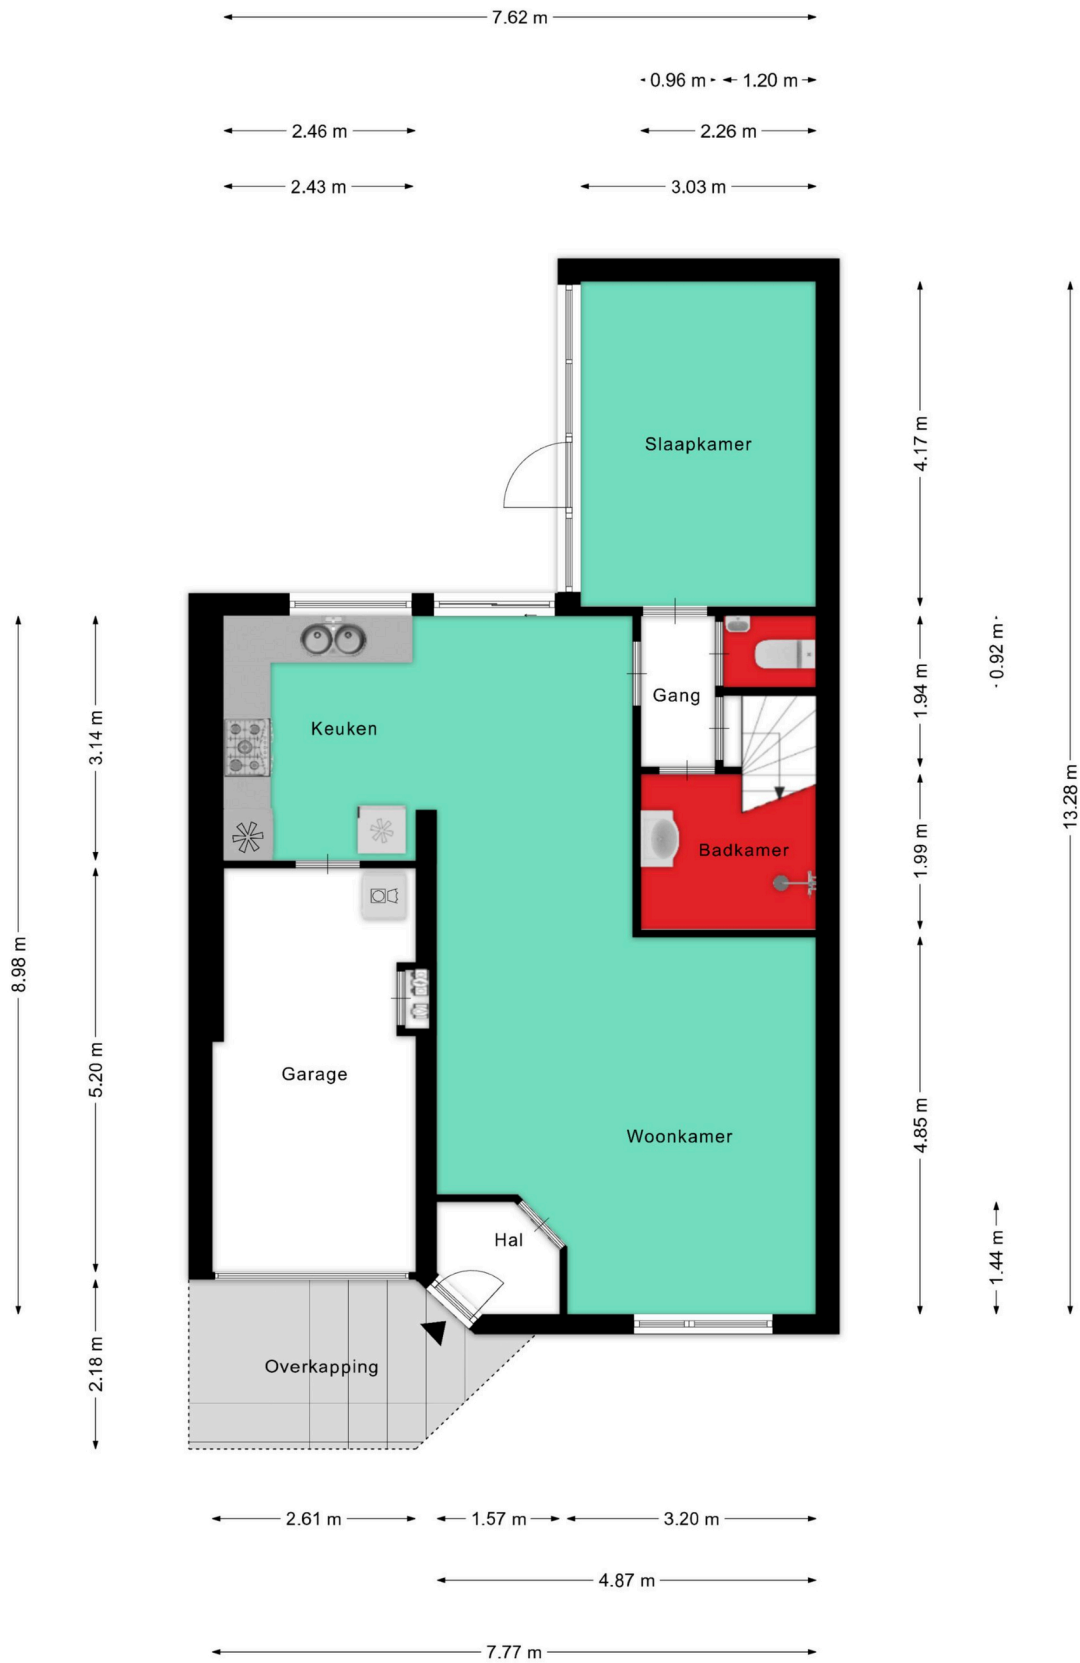 7.62 m
0.96 m
1.20 m
2.46 m
2.26 m
2.43 m
3.03 m
Slaapkamer
4.17 m
0.92 m
Gang
1.94 m
Keuken
3.14 m
13.28 m
Badkamer
1.99 m
8.98 m
5.20 m
Garage
Woonkamer
4.85 m
Hal
1.44 m
Overkapping
2.18 m
2.61 m
1.57 m
3.20 m
4.87 m
7.77 m